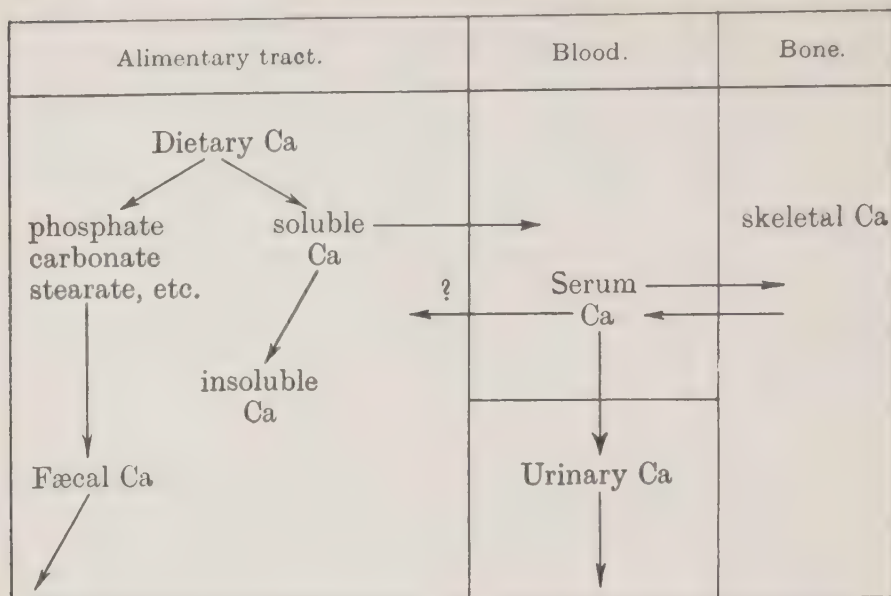 Alimentary tract.
Blood.
Bone.
Dietary Ca
phosphate
carbonate
stearate, etc.
soluble
Ca
skeletal Ca
?
Serum
Ca
insoluble
Ca
Fæcal Ca
Urinary Ca